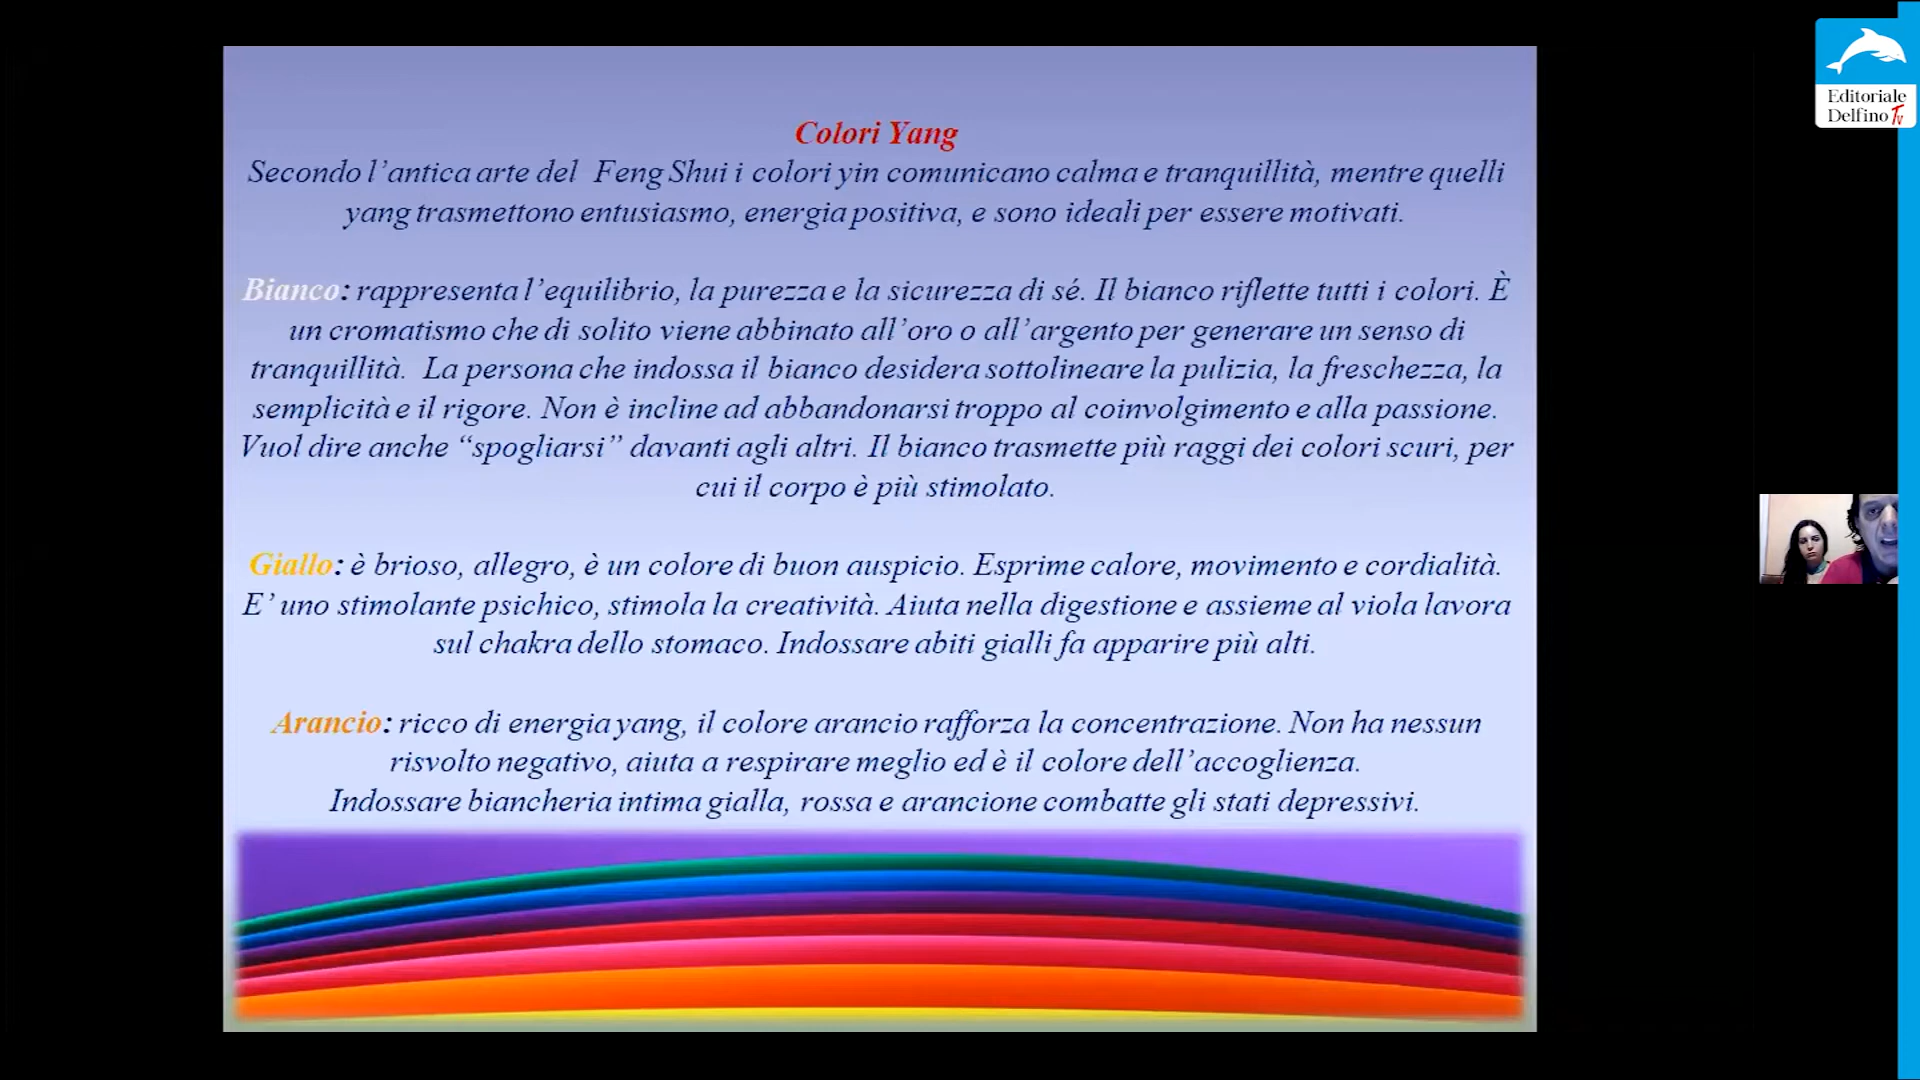 Colori Yang
Secondo l’antica arte del  Feng Shui i colori yin comunicano calma e tranquillità, mentre quelli
yang trasmettono entusiasmo, energia positiva, e sono ideali per essere motivati.
Bianco: rappresenta l’equilibrio, la purezza e la sicurezza di sé. Il bianco riflette tutti i colori. È
un cromatismo che di solito viene abbinato all’oro o all’argento per generare un senso di
tranquillità.  La persona che indossa il bianco desidera sottolineare la pulizia, la freschezza, la
semplicità e il rigore. Non è incline ad abbandonarsi troppo al coinvolgimento e alla passione.
Vuol dire anche “spogliarsi” davanti agli altri. Il bianco trasmette più raggi dei colori scuri, per
cui il corpo è più stimolato.
Giallo: è brioso, allegro, è un colore di buon auspicio. Esprime calore, movimento e cordialità.
E’ uno stimolante psichico, stimola la creatività. Aiuta nella digestione e assieme al viola lavora
sul chakra dello stomaco. Indossare abiti gialli fa apparire più alti.
Arancio: ricco di energia yang, il colore arancio rafforza la concentrazione. Non ha nessun
risvolto negativo, aiuta a respirare meglio ed è il colore dell’accoglienza.
Indossare biancheria intima gialla, rossa e arancione combatte gli stati depressivi.
Editoriale
Delfino Tv